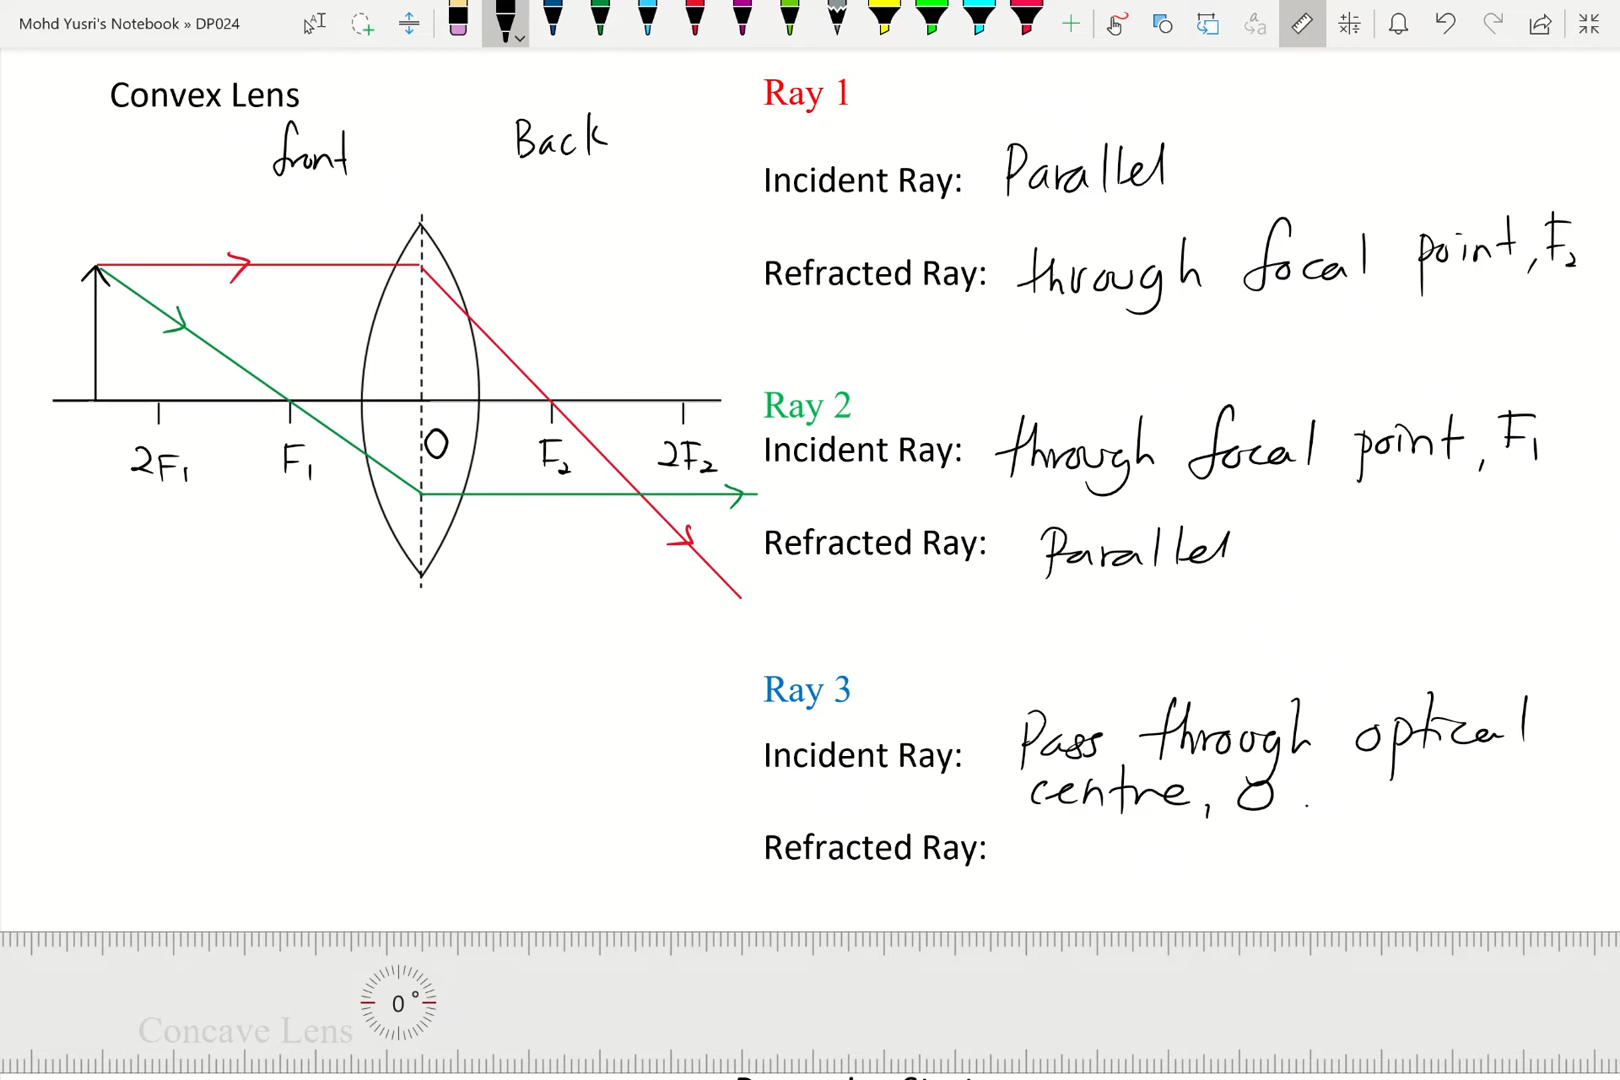 Mohd Yusri's Notebook » DP024
Convex Lens
front
Back
2F₁
F₁
O
F₂
2F₂
Ray 1
Incident Ray: Parallel
Refracted Ray: through focal point, F₂
Ray 2
Incident Ray: through focal point, F₁
Refracted Ray: Parallel
Ray 3
Incident Ray: Pass through optical
centre, O.
Refracted Ray:
0°
Concave Lens